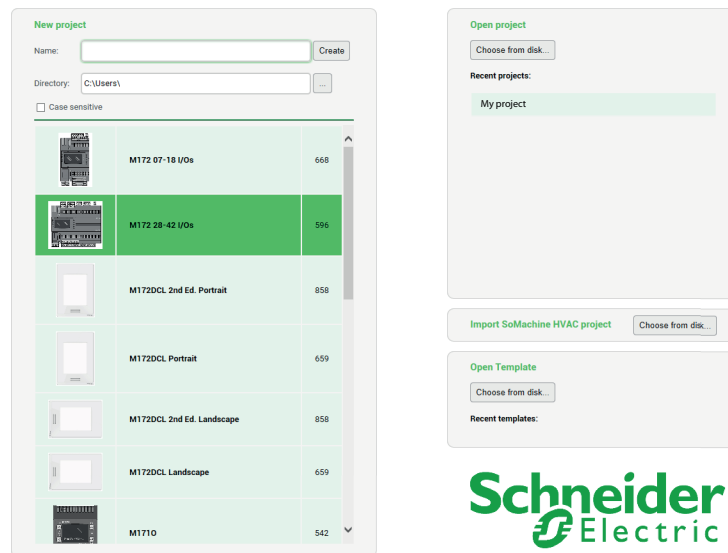 New project
Name:
Create
Directory:
C:\Users\
...
Case sensitive
M172 07-18 I/Os 668
M172 28-42 I/Os 596
M172DCL 2nd Ed. Portrait 858
M172DCL Portrait 659
M172DCL 2nd Ed. Landscape 858
M172DCL Landscape 659
M171O 542
Open project
Choose from disk...
Recent projects:
My project
Import SoMachine HVAC project
Choose from disk...
Open Template
Choose from disk...
Recent templates:
Schneider
Electric